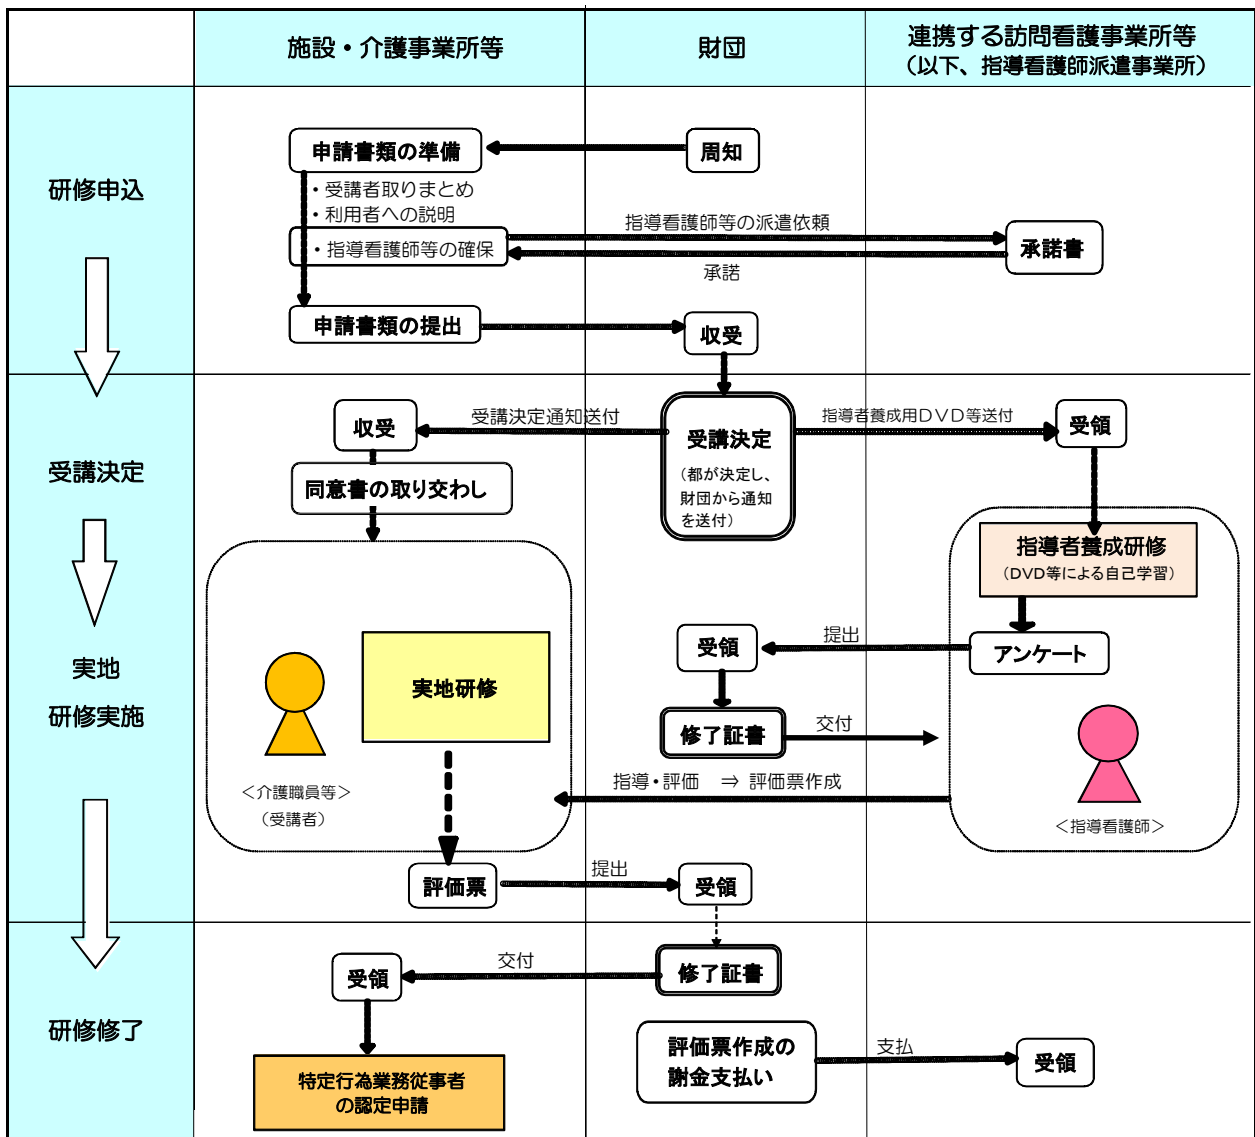 施設・介護事業所等
財団
連携する訪問看護事業所等
（以下、指導看護師派遣事業所）
研修申込
申請書類の準備
周知
・受講者取りまとめ
・利用者への説明
・指導看護師等の確保
指導看護師等の派遣依頼
承諾書
承諾
申請書類の提出
収受
受講決定
収受
受講決定通知送付
受講決定
（都が決定し、
財団から通知
を送付）
指導者養成用ＤＶＤ等送付
受領
同意書の取り交わし
指導者養成研修
（DVD等による自己学習）
実地
研修実施
実地研修
＜介護職員等＞
（受講者）
受領
提出
アンケート
修了証書
交付
指導・評価　⇒ 評価票作成
＜指導看護師＞
評価票
提出
受領
研修修了
受領
交付
修了証書
特定行為業務従事者
の認定申請
評価票作成の
謝金支払い
支払
受領